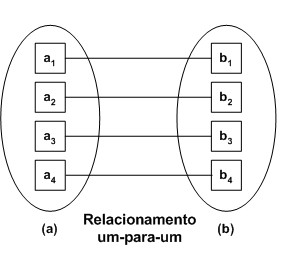 a1 b1
a2 b2
a3 b3
a4 b4
Relacionamento
um-para-um
(a) (b)